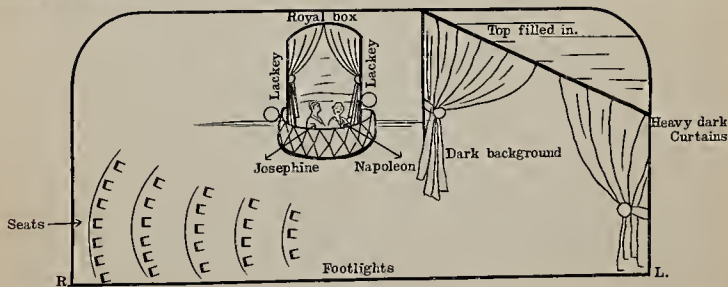 Royal box
Top filled in.
Lackey
Lackey
Heavy dark
Curtains
Josephine
Napoleon
Dark background
Seats
Footlights
R
L.